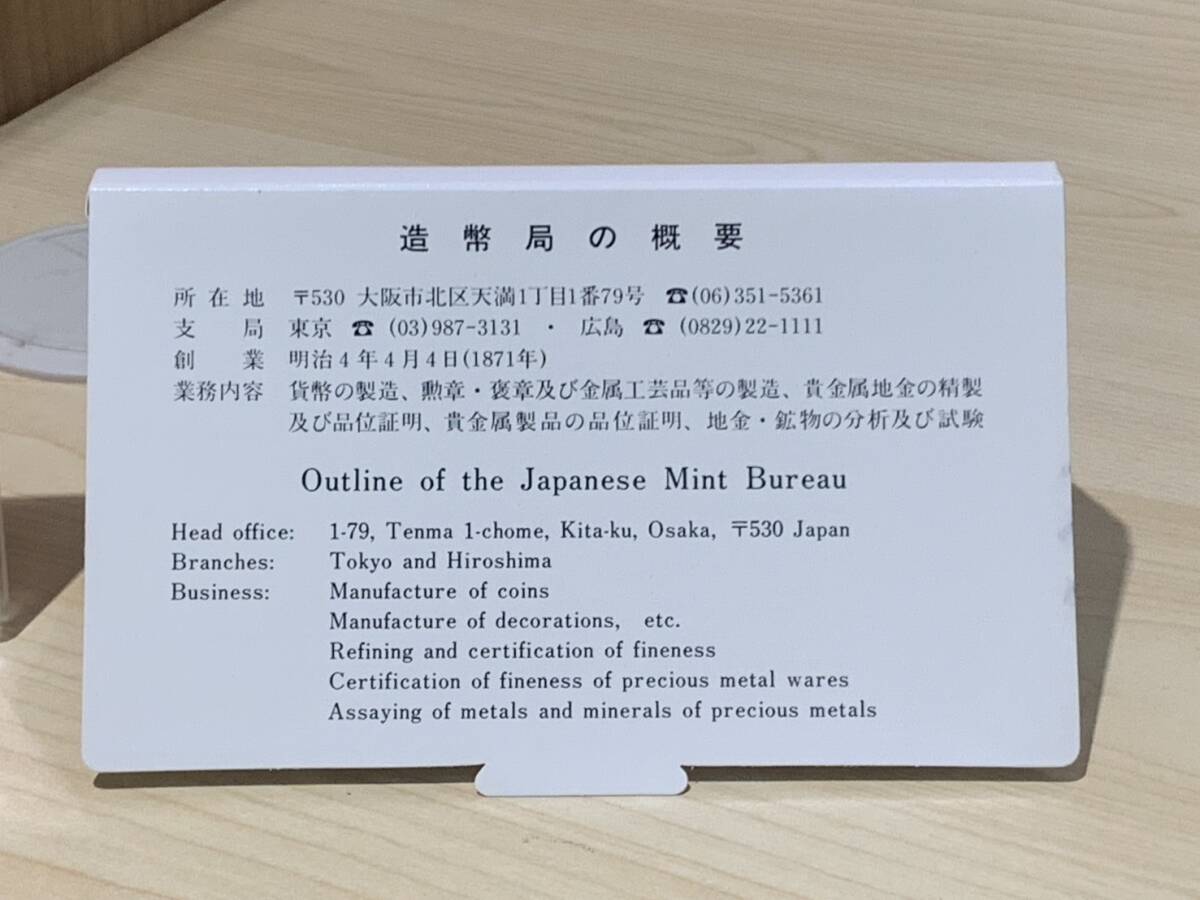 造幣局の概要
所在地 〒530 大阪市北区天満1丁目1番79号 ☎(06)351-5361
支局 東京 ☎ (03)987-3131 ・ 広島 ☎ (0829)22-1111
創業 明治4年4月4日(1871年)
業務内容 貨幣の製造、勲章・褒章及び金属工芸品等の製造、貴金属地金の精製
及び品位証明、貴金属製品の品位証明、地金・鉱物の分析及び試験
Outline of the Japanese Mint Bureau
Head office: 1-79, Tenma 1-chome, Kita-ku, Osaka, 〒530 Japan
Branches: Tokyo and Hiroshima
Business: Manufacture of coins
Manufacture of decorations, etc.
Refining and certification of fineness
Certification of fineness of precious metal wares
Assaying of metals and minerals of precious metals